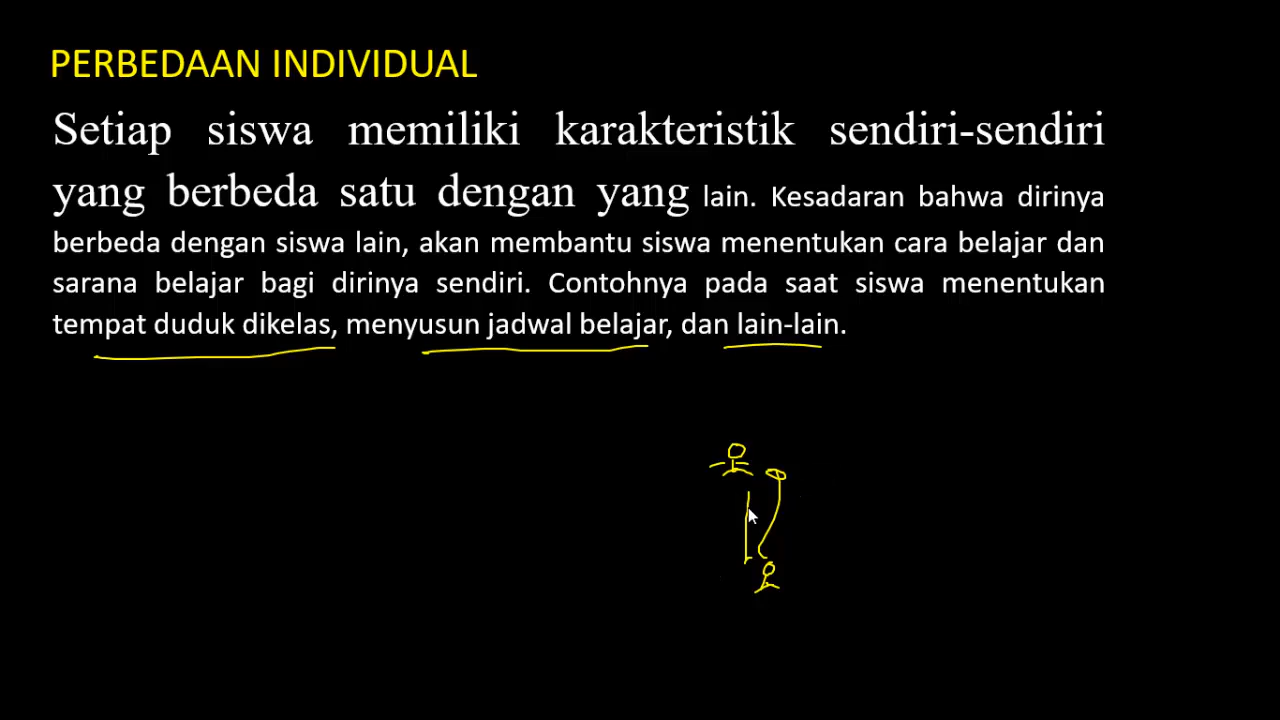 PERBEDAAN INDIVIDUAL
Setiap siswa memiliki karakteristik sendiri-sendiri
yang berbeda satu dengan yang lain. Kesadaran bahwa dirinya
berbeda dengan siswa lain, akan membantu siswa menentukan cara belajar dan
sarana belajar bagi dirinya sendiri. Contohnya pada saat siswa menentukan
tempat duduk dikelas, menyusun jadwal belajar, dan lain-lain.